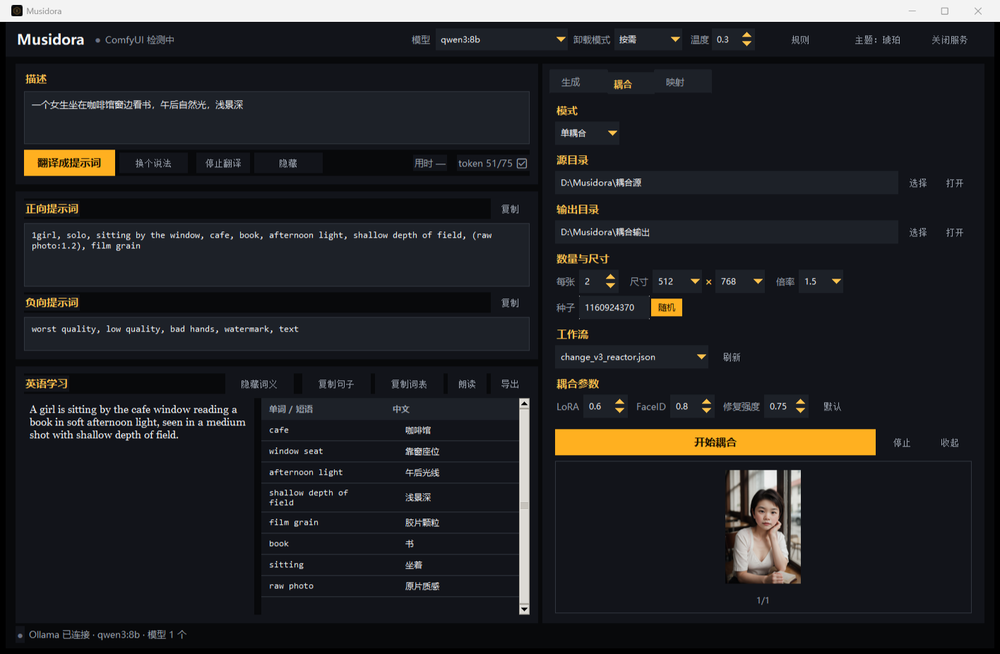 Musidora
Musidora ComfyUI 检测中 模型 qwen3:8b 卸载模式 按需 温度 0.3 规则 主题：琥珀 关闭服务
描述
一个女生坐在咖啡馆窗边看书，午后自然光，浅景深
翻译成提示词 换个说法 停止翻译 隐藏 用时 — token 51/75
正向提示词 复制
1girl, solo, sitting by the window, cafe, book, afternoon light, shallow depth of field, (raw
photo:1.2), film grain
负向提示词 复制
worst quality, low quality, bad hands, watermark, text
英语学习 隐藏词义 复制句子 复制词表 朗读 导出
A girl is sitting by the cafe window reading a
book in soft afternoon light, seen in a medium
shot with shallow depth of field.
单词 / 短语 中文
cafe 咖啡馆
window seat 靠窗座位
afternoon light 午后光线
shallow depth of
field 浅景深
film grain 胶片颗粒
book 书
sitting 坐着
raw photo 原片质感
生成 耦合 映射
模式
单耦合
源目录
D:\Musidora\耦合源 选择 打开
输出目录
D:\Musidora\耦合输出 选择 打开
数量与尺寸
每张 2 尺寸 512 × 768 倍率 1.5
种子 1160924370 随机
工作流
change_v3_reactor.json 刷新
耦合参数
LoRA 0.6 FaceID 0.8 修复强度 0.75 默认
开始耦合 停止 收起
1/1
Ollama 已连接 · qwen3:8b · 模型 1 个